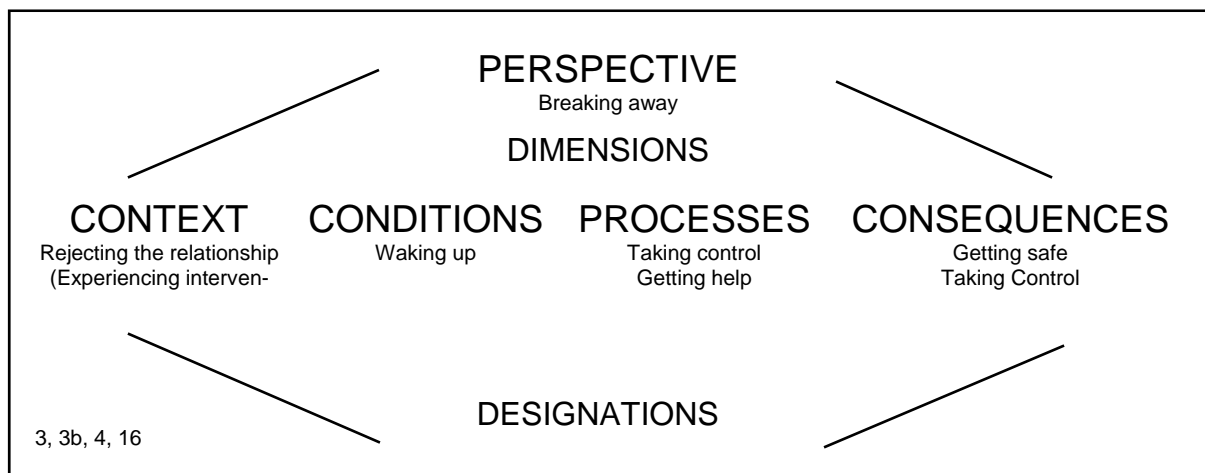 PERSPECTIVE
Breaking away
DIMENSIONS
CONTEXT CONDITIONS PROCESSES CONSEQUENCES
Rejecting the relationship Waking up Taking control Getting safe
(Experiencing interven- Getting help Taking Control
DESIGNATIONS
3, 3b, 4, 16